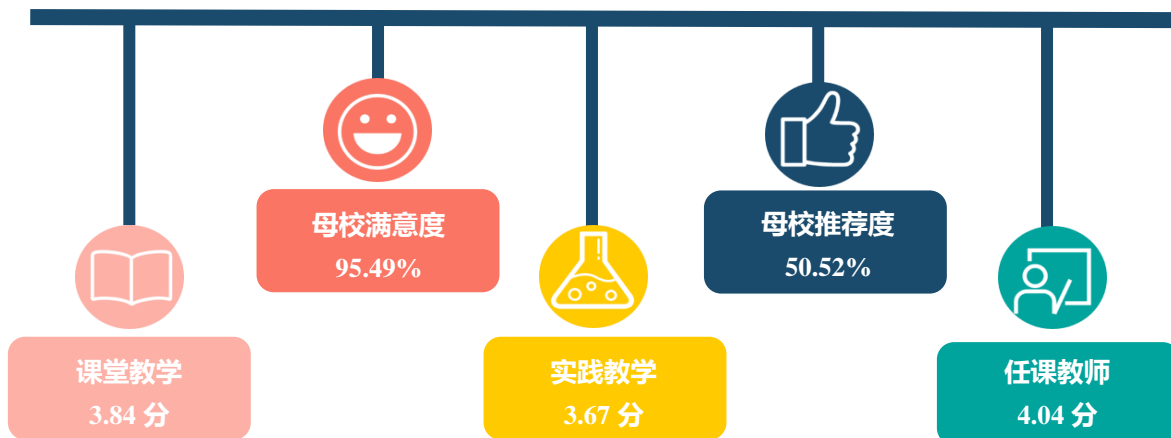 母校满意度
95.49%
母校推荐度
50.52%
课堂教学
3.84 分
实践教学
3.67 分
任课教师
4.04 分